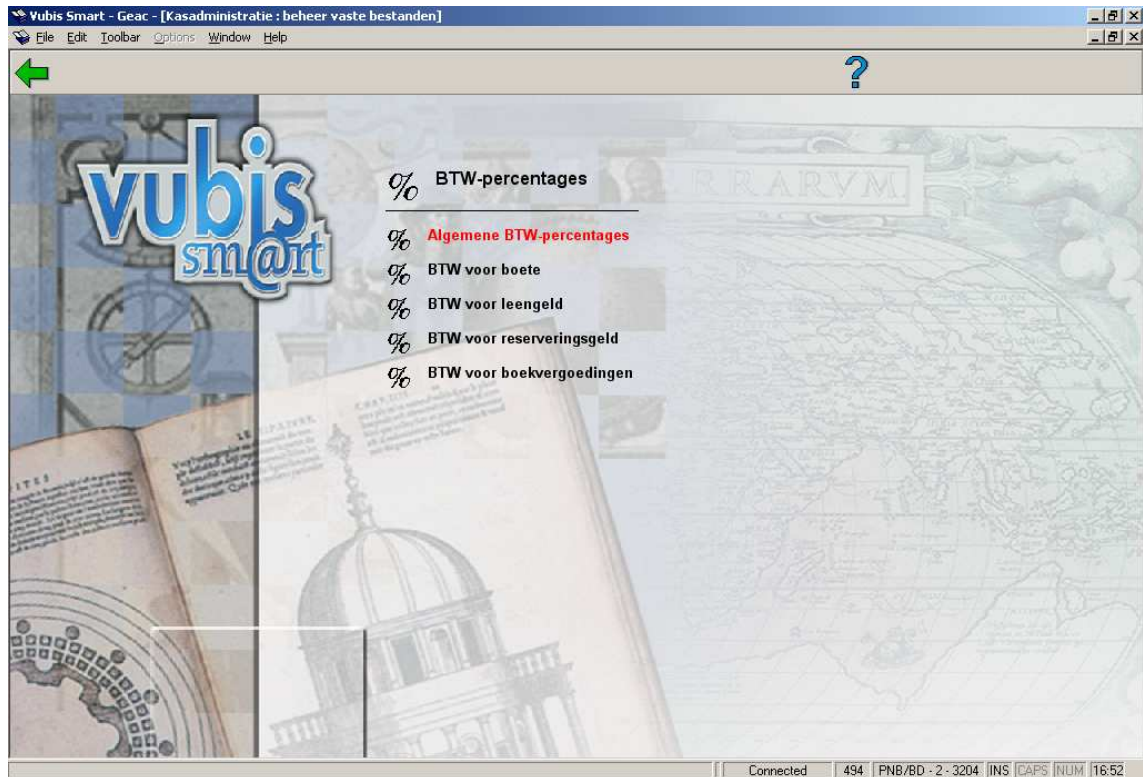 Vubis Smart - Geac - [Kasadministratie : beheer vaste bestanden]
File Edit Toolbar Options Window Help
?
vubis
sm@rt
% BTW-percentages
% Algemene BTW-percentages
% BTW voor boete
% BTW voor leengeld
% BTW voor reserveringsgeld
% BTW voor boekvergoedingen
Connected 494 PNB/BD - 2 - 3204 INS CAPS NUM 16:52